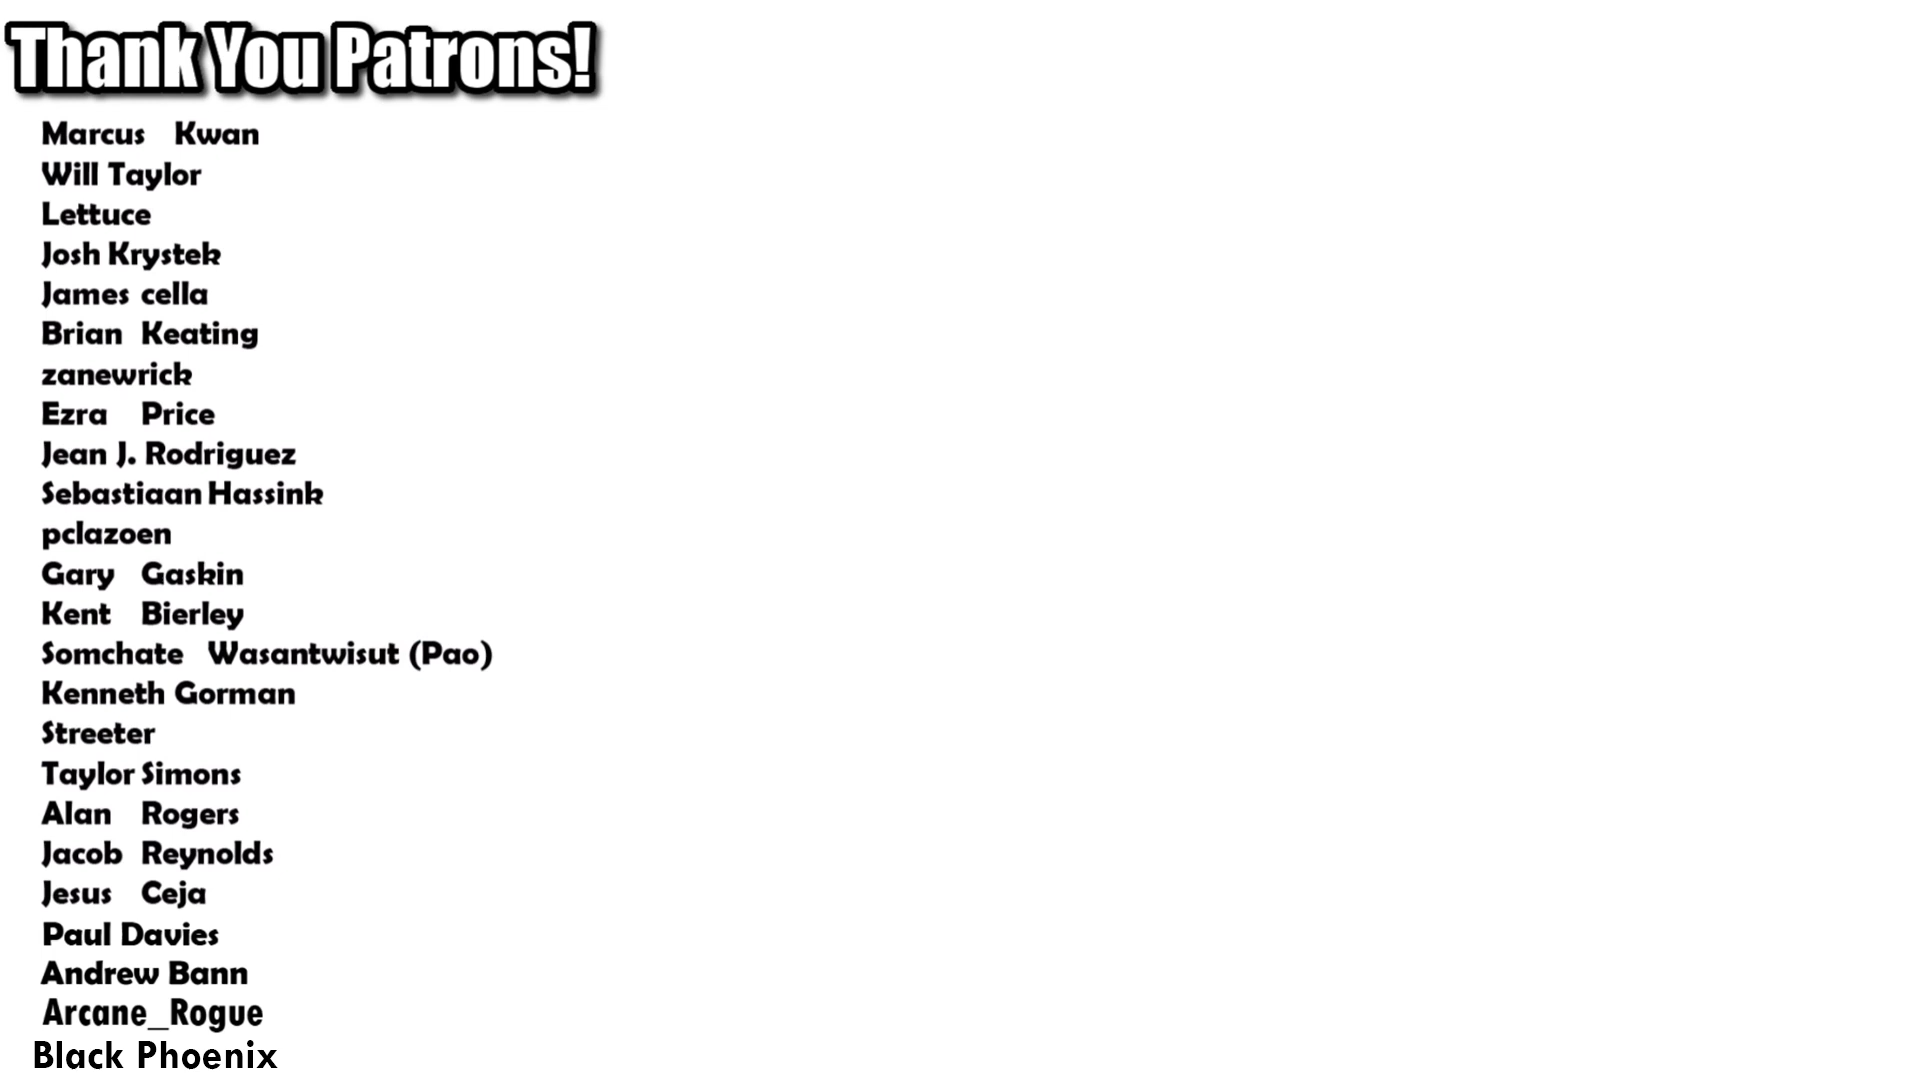 Thank You Patrons!
Marcus Kwan
Will Taylor
Lettuce
Josh Krystek
James cella
Brian Keating
zanewrick
Ezra Price
Jean J. Rodriguez
Sebastiaan Hassink
pclazoen
Gary Gaskin
Kent Bierley
Somchate Wasantwisut (Pao)
Kenneth Gorman
Streeter
Taylor Simons
Alan Rogers
Jacob Reynolds
Jesus Ceja
Paul Davies
Andrew Bann
Arcane_Rogue
Black Phoenix